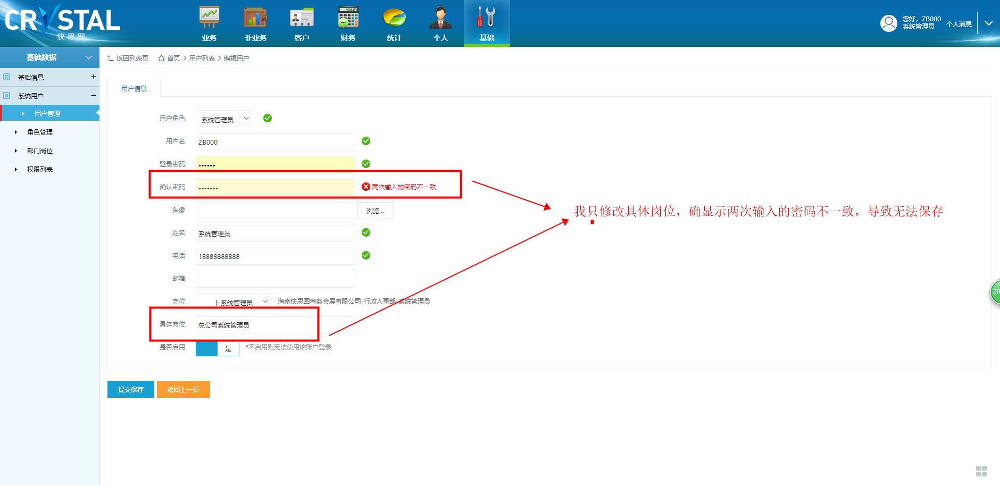 CRYSTAL
快思图
业务
非业务
客户
财务
统计
个人
基础
您好，ZB000
系统管理员
个人消息
基础数据
基础信息
系统用户
用户管理
角色管理
部门岗位
权限列表
返回列表页 首页 > 用户列表 > 编辑用户
用户信息
用户角色 系统管理员
用户名 ZB000
登录密码 ••••••
确认密码 ••••••• 两次输入的密码不一致
头像 浏览...
姓名 系统管理员
电话 18888888888
邮箱
岗位 ├ 系统管理员 海南快思图商务会展有限公司-行政人事部-系统管理员
具体岗位 总公司系统管理员
是否启用 是 *不启用则无法使用该账户登录
我只修改具体岗位，确显示两次输入的密码不一致，导致无法保存
提交保存 返回上一页
20